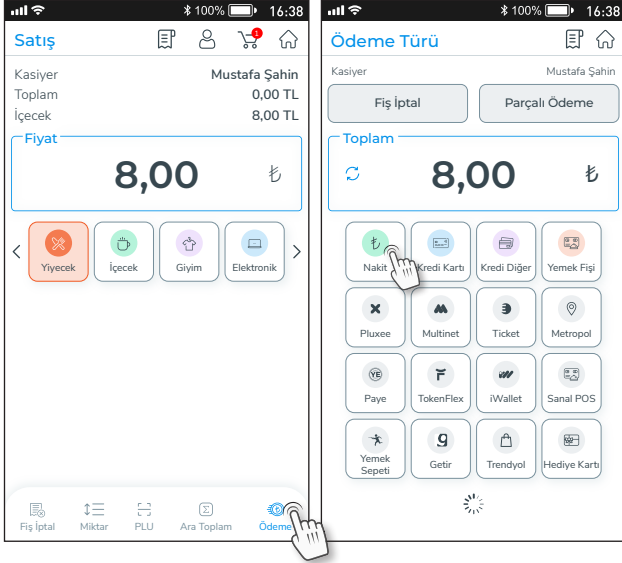 100% 16:38
Satış
1
Kasiyer Mustafa Şahin
Toplam 0,00 TL
İçecek 8,00 TL
Fiyat
8,00 ₺
Yiyecek İçecek Giyim Elektronik
Fiş İptal Miktar PLU Ara Toplam Ödeme
100% 16:38
Ödeme Türü
Kasiyer Mustafa Şahin
Fiş İptal Parçalı Ödeme
Toplam
8,00 ₺
Nakit Kredi Kartı Kredi Diğer Yemek Fişi
Pluxee Multinet Ticket Metropol
Paye TokenFlex iWallet Sanal POS
Yemek
Sepeti Getir Trendyol Hediye Kartı